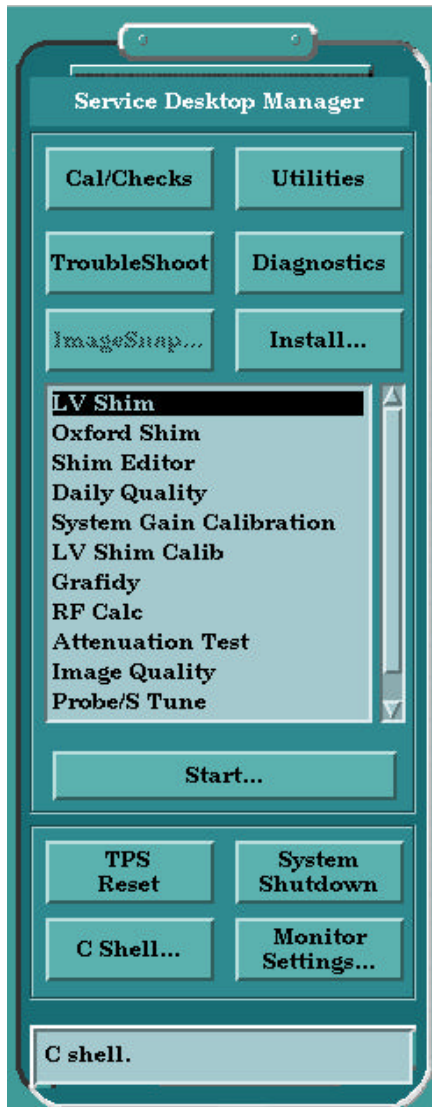 Service Desktop Manager
Cal/Checks
Utilities
TroubleShoot
Diagnostics
ImageSnap...
Install...
LV Shim
Oxford Shim
Shim Editor
Daily Quality
System Gain Calibration
LV Shim Calib
Grafidy
RF Calc
Attenuation Test
Image Quality
Probe/S Tune
Start...
TPS
Reset
System
Shutdown
C Shell...
Monitor
Settings...
C shell.